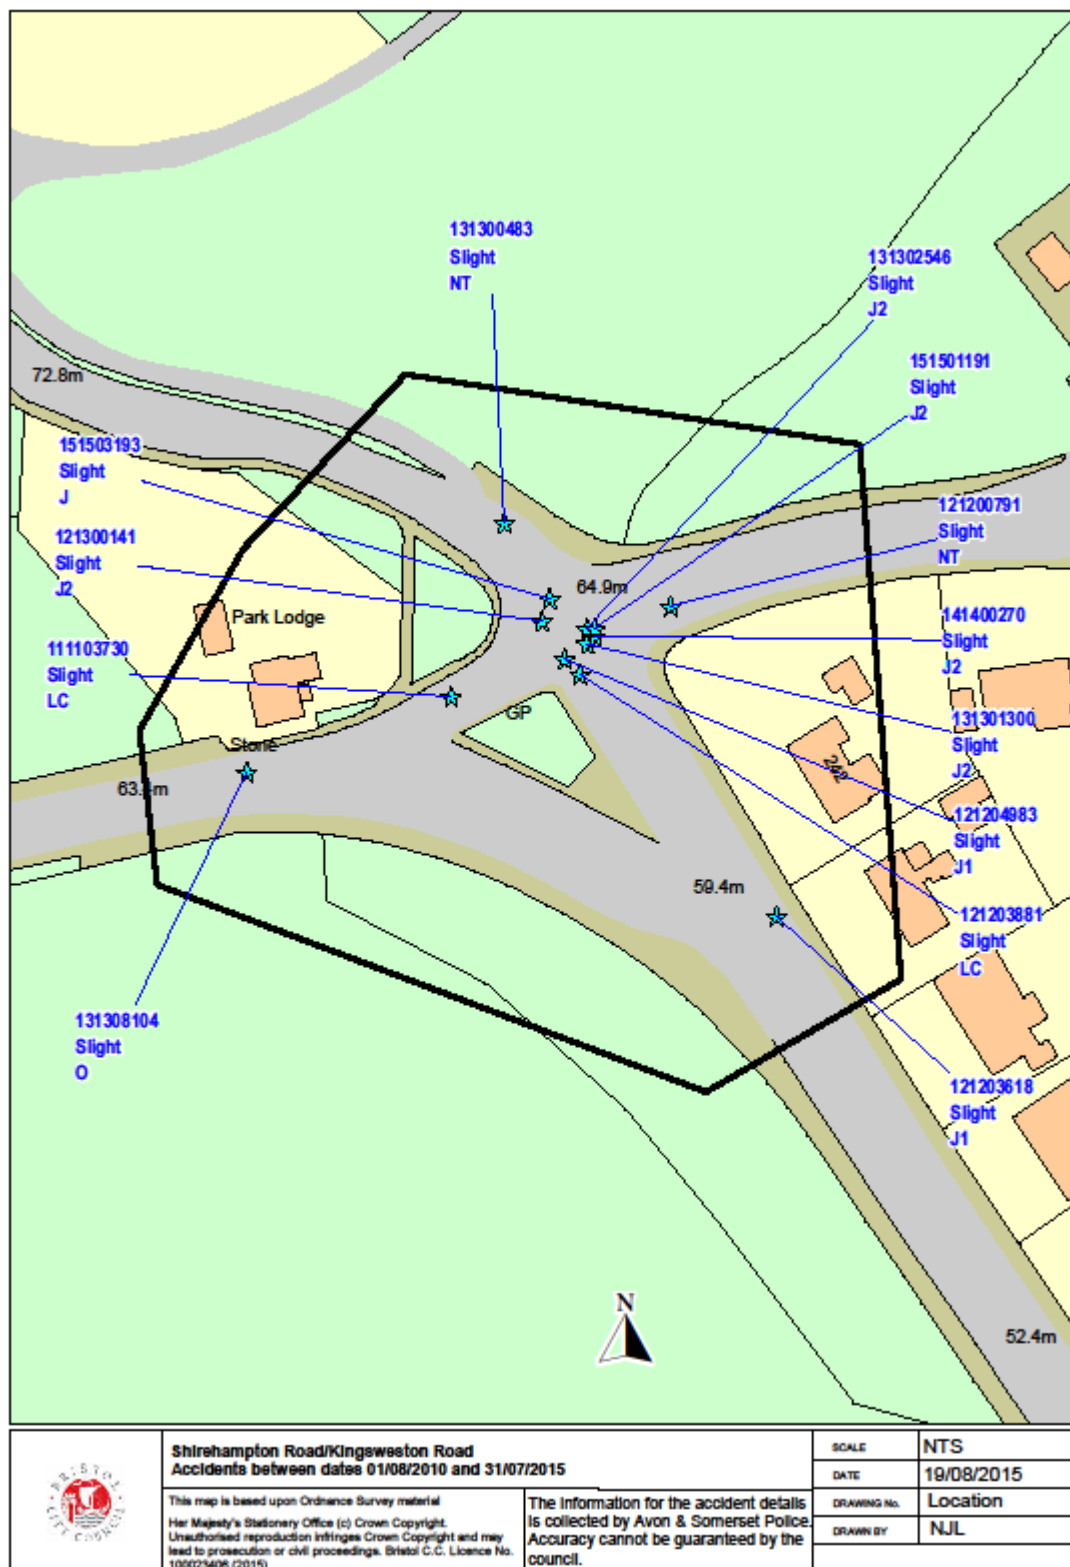 131300483
Slight
NT
131302546
Slight
J2
72.8m
151501191
Slight
J2
151503193
Slight
J
121200791
Slight
NT
121300141
Slight
J2
64.9m
Park Lodge
141400270
Slight
J2
111103730
Slight
LC
GP
131301300
Slight
J2
Stone
242
121204983
Slight
J1
59.4m
121203881
Slight
LC
131308104
Slight
O
121203618
Slight
J1
N
52.4m
BRISTOL
CITY COUNCIL
Shirehampton Road/Kingsweston Road
Accidents between dates 01/08/2010 and 31/07/2015
This map is based upon Ordnance Survey material
Her Majesty's Stationery Office (c) Crown Copyright.
Unauthorised reproduction infringes Crown Copyright and may
lead to prosecution or civil proceedings. Bristol C.C. Licence No.
100023406 (2015)
The information for the accident details
is collected by Avon & Somerset Police.
Accuracy cannot be guaranteed by the
council.
SCALE NTS
DATE 19/08/2015
DRAWING No. Location
DRAWN BY NJL